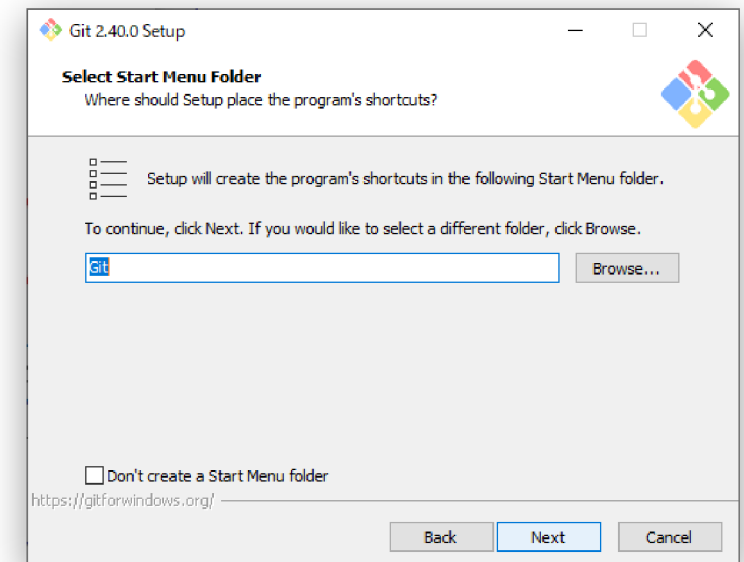 Git 2.40.0 Setup
Select Start Menu Folder
Where should Setup place the program's shortcuts?
Setup will create the program's shortcuts in the following Start Menu folder.
To continue, click Next. If you would like to select a different folder, click Browse.
Git
Browse...
Don't create a Start Menu folder
https://gitforwindows.org/
Back Next Cancel